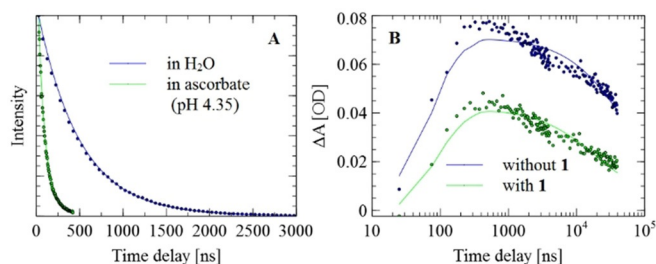 A
in H₂O
in ascorbate
(pH 4.35)
Intensity
0 500 1000 1500 2000 2500 3000
Time delay [ns]
B
0.08
0.06
0.04
0.02
0
ΔA [OD]
without 1
with 1
10 100 1000 10⁴ 10⁵
Time delay [ns]